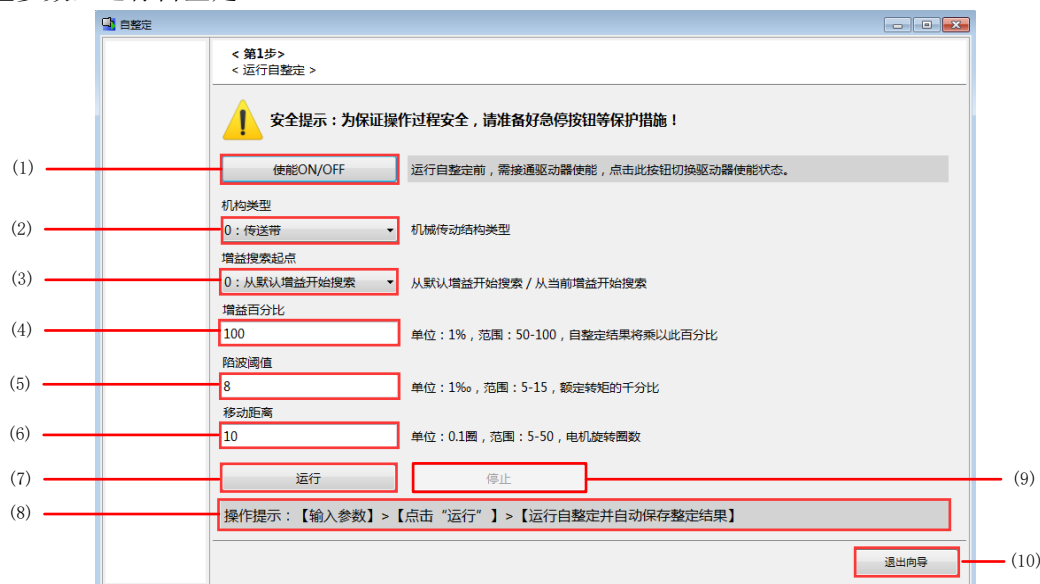 自整定
< 第1步>
< 运行自整定 >
安全提示：为保证操作过程安全，请准备好急停按钮等保护措施！
(1) 使能ON/OFF 运行自整定前，需接通驱动器使能，点击此按钮切换驱动器使能状态。
机构类型
(2) 0：传送带 机械传动结构类型
增益搜索起点
(3) 0：从默认增益开始搜索 从默认增益开始搜索 / 从当前增益开始搜索
增益百分比
(4) 100 单位：1%，范围：50-100，自整定结果将乘以此百分比
陷波阈值
(5) 8 单位：1‰，范围：5-15，额定转矩的千分比
移动距离
(6) 10 单位：0.1圈，范围：5-50，电机旋转圈数
(7) 运行 停止 (9)
(8) 操作提示：【输入参数】>【点击“运行”】>【运行自整定并自动保存整定结果】
退出向导 (10)